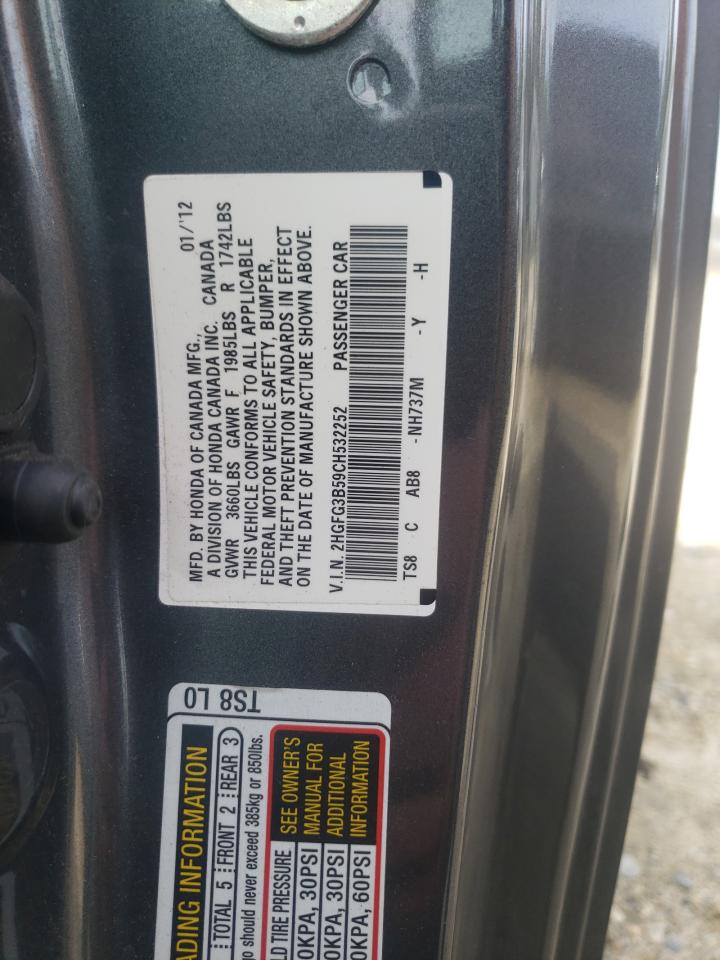 MFD. BY HONDA OF CANADA MFG., 01/'12
A DIVISION OF HONDA CANADA INC. CANADA
GVWR 3660LBS GAWR F 1985LBS R 1742LBS
THIS VEHICLE CONFORMS TO ALL APPLICABLE
FEDERAL MOTOR VEHICLE SAFETY, BUMPER,
AND THEFT PREVENTION STANDARDS IN EFFECT
ON THE DATE OF MANUFACTURE SHOWN ABOVE.
V.I.N. 2HGFG3B59CH532252 PASSENGER CAR
TS8 C AB8 -NH737M -Y -H
TS8 L0
ADING INFORMATION
TOTAL 5 FRONT 2 REAR 3
go should never exceed 385kg or 850lbs.
LD TIRE PRESSURE
0KPA, 30PSI
0KPA, 30PSI
0KPA, 60PSI
SEE OWNER'S
MANUAL FOR
ADDITIONAL
INFORMATION